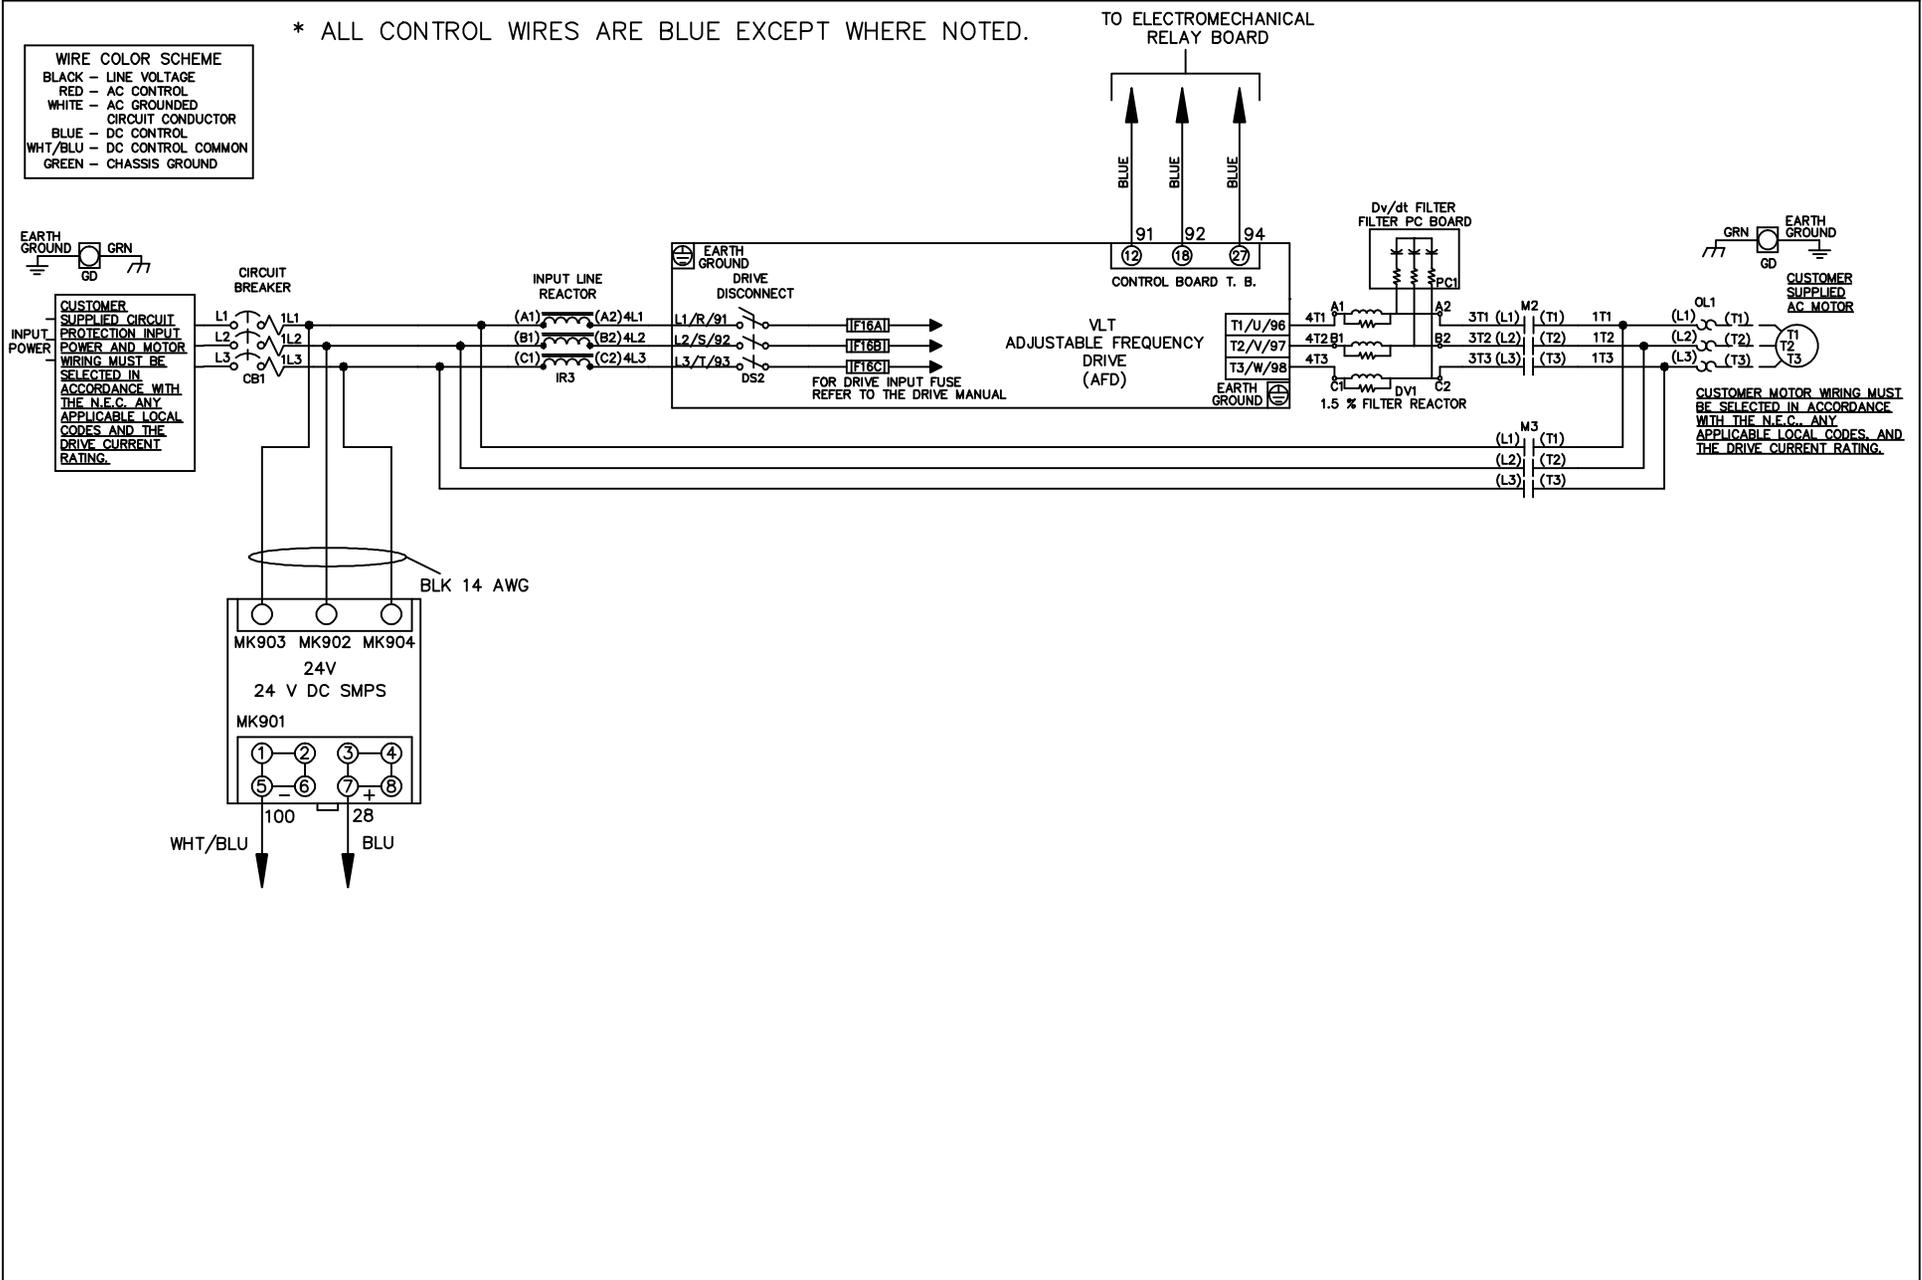 * ALL CONTROL WIRES ARE BLUE EXCEPT WHERE NOTED.
TO ELECTROMECHANICAL
RELAY BOARD
WIRE COLOR SCHEME
BLACK – LINE VOLTAGE
RED – AC CONTROL
WHITE – AC GROUNDED
CIRCUIT CONDUCTOR
BLUE – DC CONTROL
WHT/BLU – DC CONTROL COMMON
GREEN – CHASSIS GROUND
BLUE
BLUE
BLUE
91
92
94
12
18
27
CONTROL BOARD T. B.
EARTH
GROUND
GRN
GD
INPUT
POWER
CUSTOMER
SUPPLIED CIRCUIT
PROTECTION INPUT
POWER AND MOTOR
WIRING MUST BE
SELECTED IN
ACCORDANCE WITH
THE N.E.C. ANY
APPLICABLE LOCAL
CODES AND THE
DRIVE CURRENT
RATING.
CIRCUIT
BREAKER
L1
1L1
L2
1L2
L3
1L3
CB1
INPUT LINE
REACTOR
(A1)
(A2)4L1
(B1)
(B2)4L2
(C1)
(C2)4L3
IR3
EARTH
GROUND
DRIVE
DISCONNECT
L1/R/91
L2/S/92
L3/T/93
DS2
F16A
F16B
F16C
FOR DRIVE INPUT FUSE
REFER TO THE DRIVE MANUAL
VLT
ADJUSTABLE FREQUENCY
DRIVE
(AFD)
T1/U/96
T2/V/97
T3/W/98
EARTH
GROUND
Dv/dt FILTER
FILTER PC BOARD
PC1
4T1
A1
A2
4T2
B1
B2
4T3
C1
C2
DV1
1.5 % FILTER REACTOR
M2
3T1 (L1) (T1) 1T1
3T2 (L2) (T2) 1T2
3T3 (L3) (T3) 1T3
M3
(L1) (T1)
(L2) (T2)
(L3) (T3)
OL1
(L1) (T1)
(L2) (T2)
(L3) (T3)
T1
T2
T3
GRN
EARTH
GROUND
GD
CUSTOMER
SUPPLIED
AC MOTOR
CUSTOMER MOTOR WIRING MUST
BE SELECTED IN ACCORDANCE
WITH THE N.E.C., ANY
APPLICABLE LOCAL CODES, AND
THE DRIVE CURRENT RATING.
BLK 14 AWG
MK903 MK902 MK904
24V
24 V DC SMPS
MK901
1 2 3 4
5 6 7 8
– +
100
28
WHT/BLU
BLU